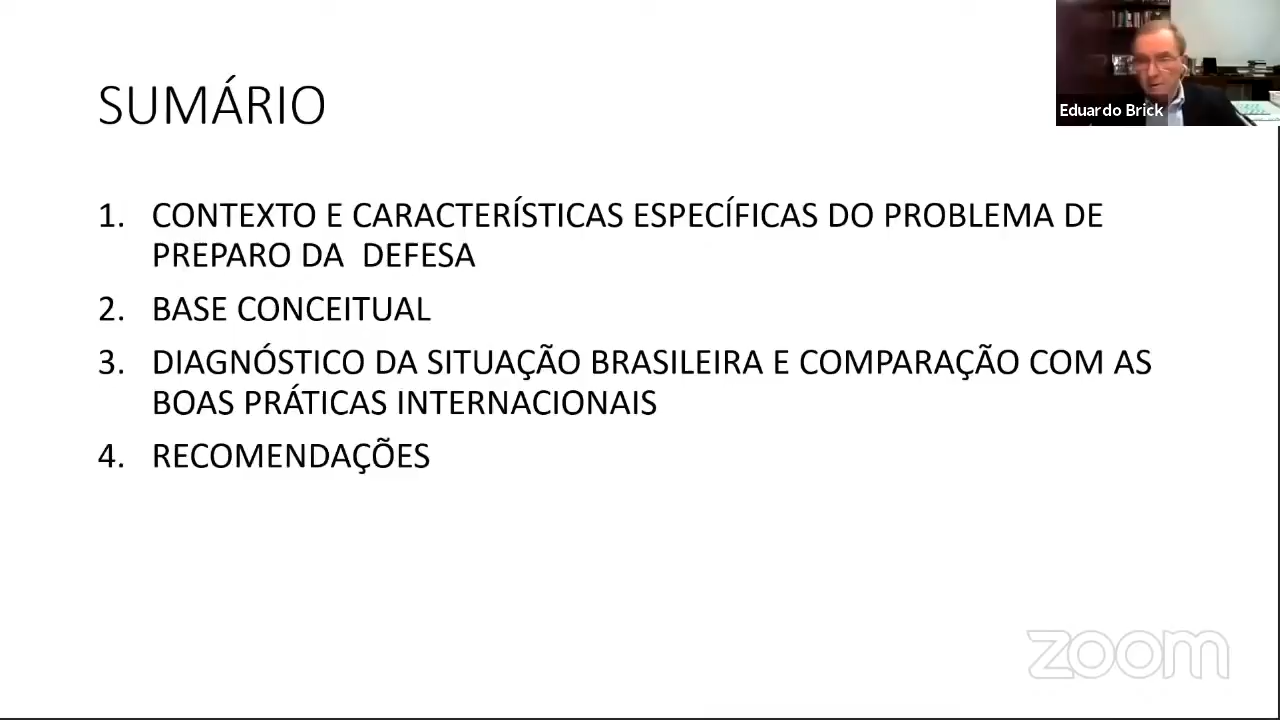 SUMÁRIO
Eduardo Brick
1. CONTEXTO E CARACTERÍSTICAS ESPECÍFICAS DO PROBLEMA DE
PREPARO DA  DEFESA
2. BASE CONCEITUAL
3. DIAGNÓSTICO DA SITUAÇÃO BRASILEIRA E COMPARAÇÃO COM AS
BOAS PRÁTICAS INTERNACIONAIS
4. RECOMENDAÇÕES
zoom